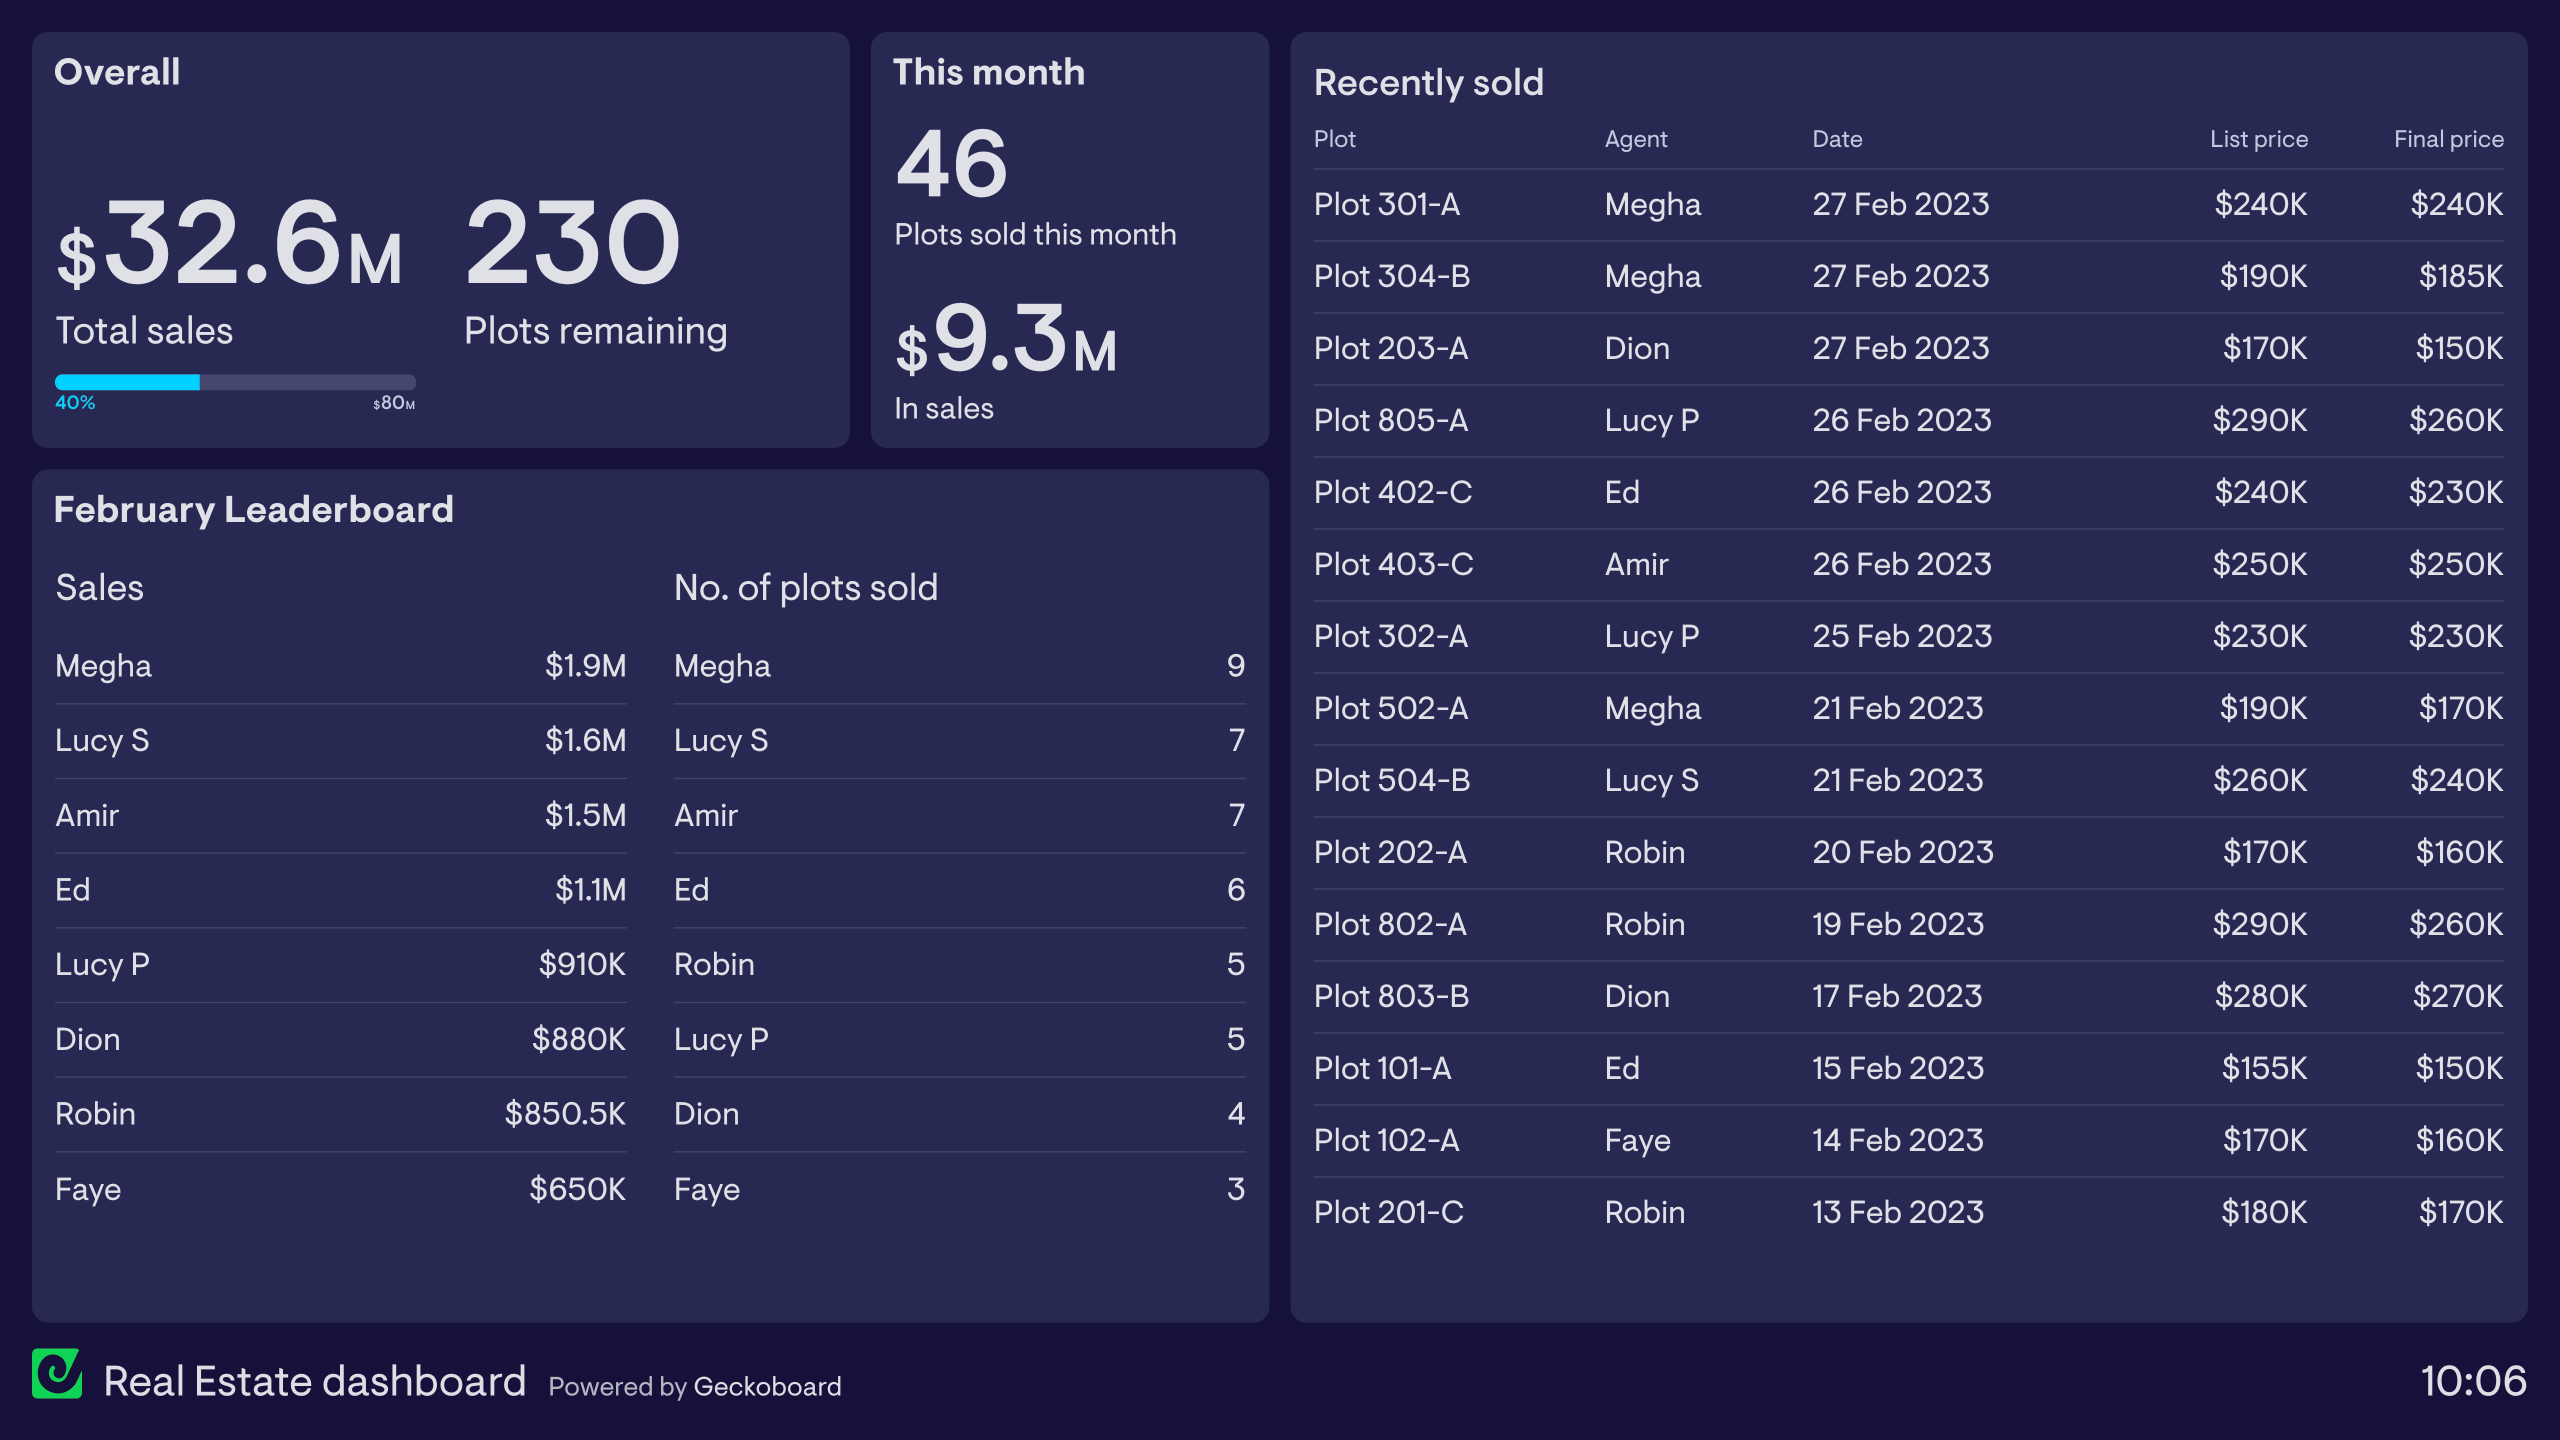 Overall
$32.6M
Total sales
40% $80M
230
Plots remaining
This month
46
Plots sold this month
$9.3M
In sales
February Leaderboard
Sales
Megha $1.9M
Lucy S $1.6M
Amir $1.5M
Ed $1.1M
Lucy P $910K
Dion $880K
Robin $850.5K
Faye $650K
No. of plots sold
Megha 9
Lucy S 7
Amir 7
Ed 6
Robin 5
Lucy P 5
Dion 4
Faye 3
Recently sold
Plot Agent Date List price Final price
Plot 301-A Megha 27 Feb 2023 $240K $240K
Plot 304-B Megha 27 Feb 2023 $190K $185K
Plot 203-A Dion 27 Feb 2023 $170K $150K
Plot 805-A Lucy P 26 Feb 2023 $290K $260K
Plot 402-C Ed 26 Feb 2023 $240K $230K
Plot 403-C Amir 26 Feb 2023 $250K $250K
Plot 302-A Lucy P 25 Feb 2023 $230K $230K
Plot 502-A Megha 21 Feb 2023 $190K $170K
Plot 504-B Lucy S 21 Feb 2023 $260K $240K
Plot 202-A Robin 20 Feb 2023 $170K $160K
Plot 802-A Robin 19 Feb 2023 $290K $260K
Plot 803-B Dion 17 Feb 2023 $280K $270K
Plot 101-A Ed 15 Feb 2023 $155K $150K
Plot 102-A Faye 14 Feb 2023 $170K $160K
Plot 201-C Robin 13 Feb 2023 $180K $170K
Real Estate dashboard Powered by Geckoboard
10:06